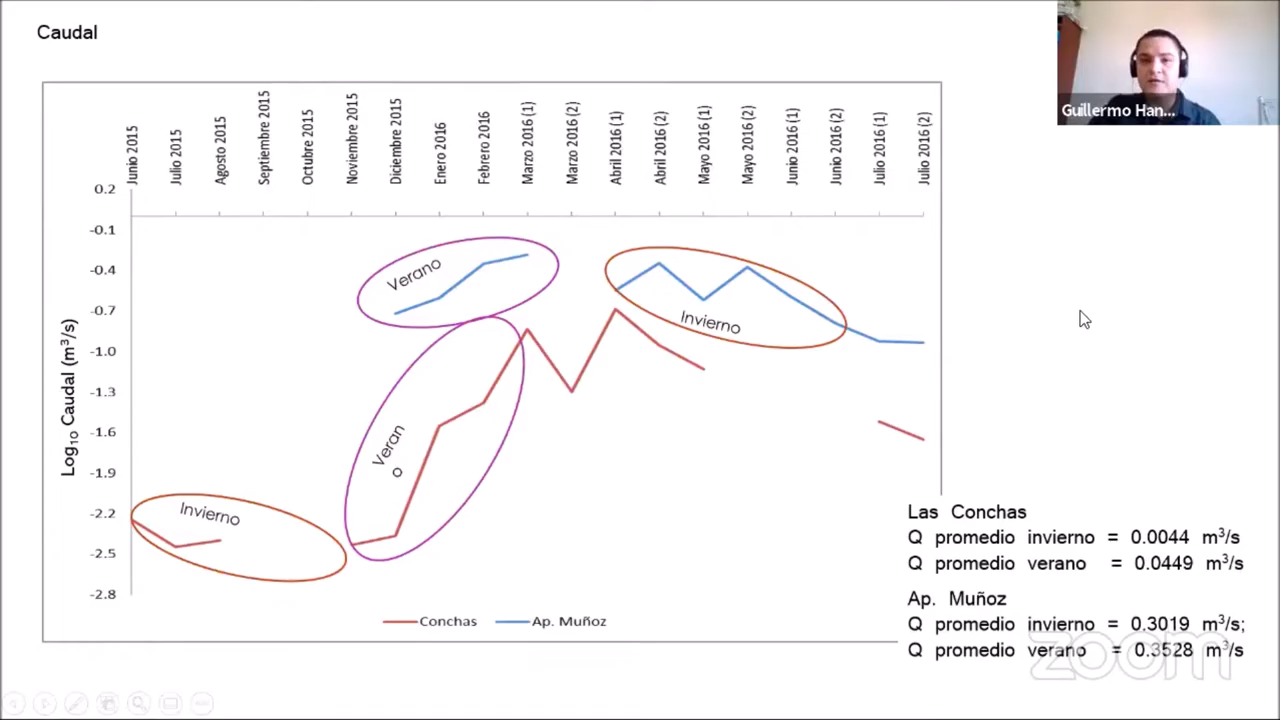 Caudal
Guillermo Han...
Junio 2015
Julio 2015
Agosto 2015
Septiembre 2015
Octubre 2015
Noviembre 2015
Diciembre 2015
Enero 2016
Febrero 2016
Marzo 2016 (1)
Marzo 2016 (2)
Abril 2016 (1)
Abril 2016 (2)
Mayo 2016 (1)
Mayo 2016 (2)
Junio 2016 (1)
Junio 2016 (2)
Julio 2016 (1)
Julio 2016 (2)
0.2
-0.1
-0.4
-0.7
-1.0
-1.3
-1.6
-1.9
-2.2
-2.5
-2.8
Log₁₀ Caudal (m³/s)
Verano
Invierno
Veran
o
Invierno
Conchas
Ap. Muñoz
Las Conchas
Q promedio invierno = 0.0044 m³/s
Q promedio verano = 0.0449 m³/s
Ap. Muñoz
Q promedio invierno = 0.3019 m³/s;
Q promedio verano = 0.3528 m³/s
zoom